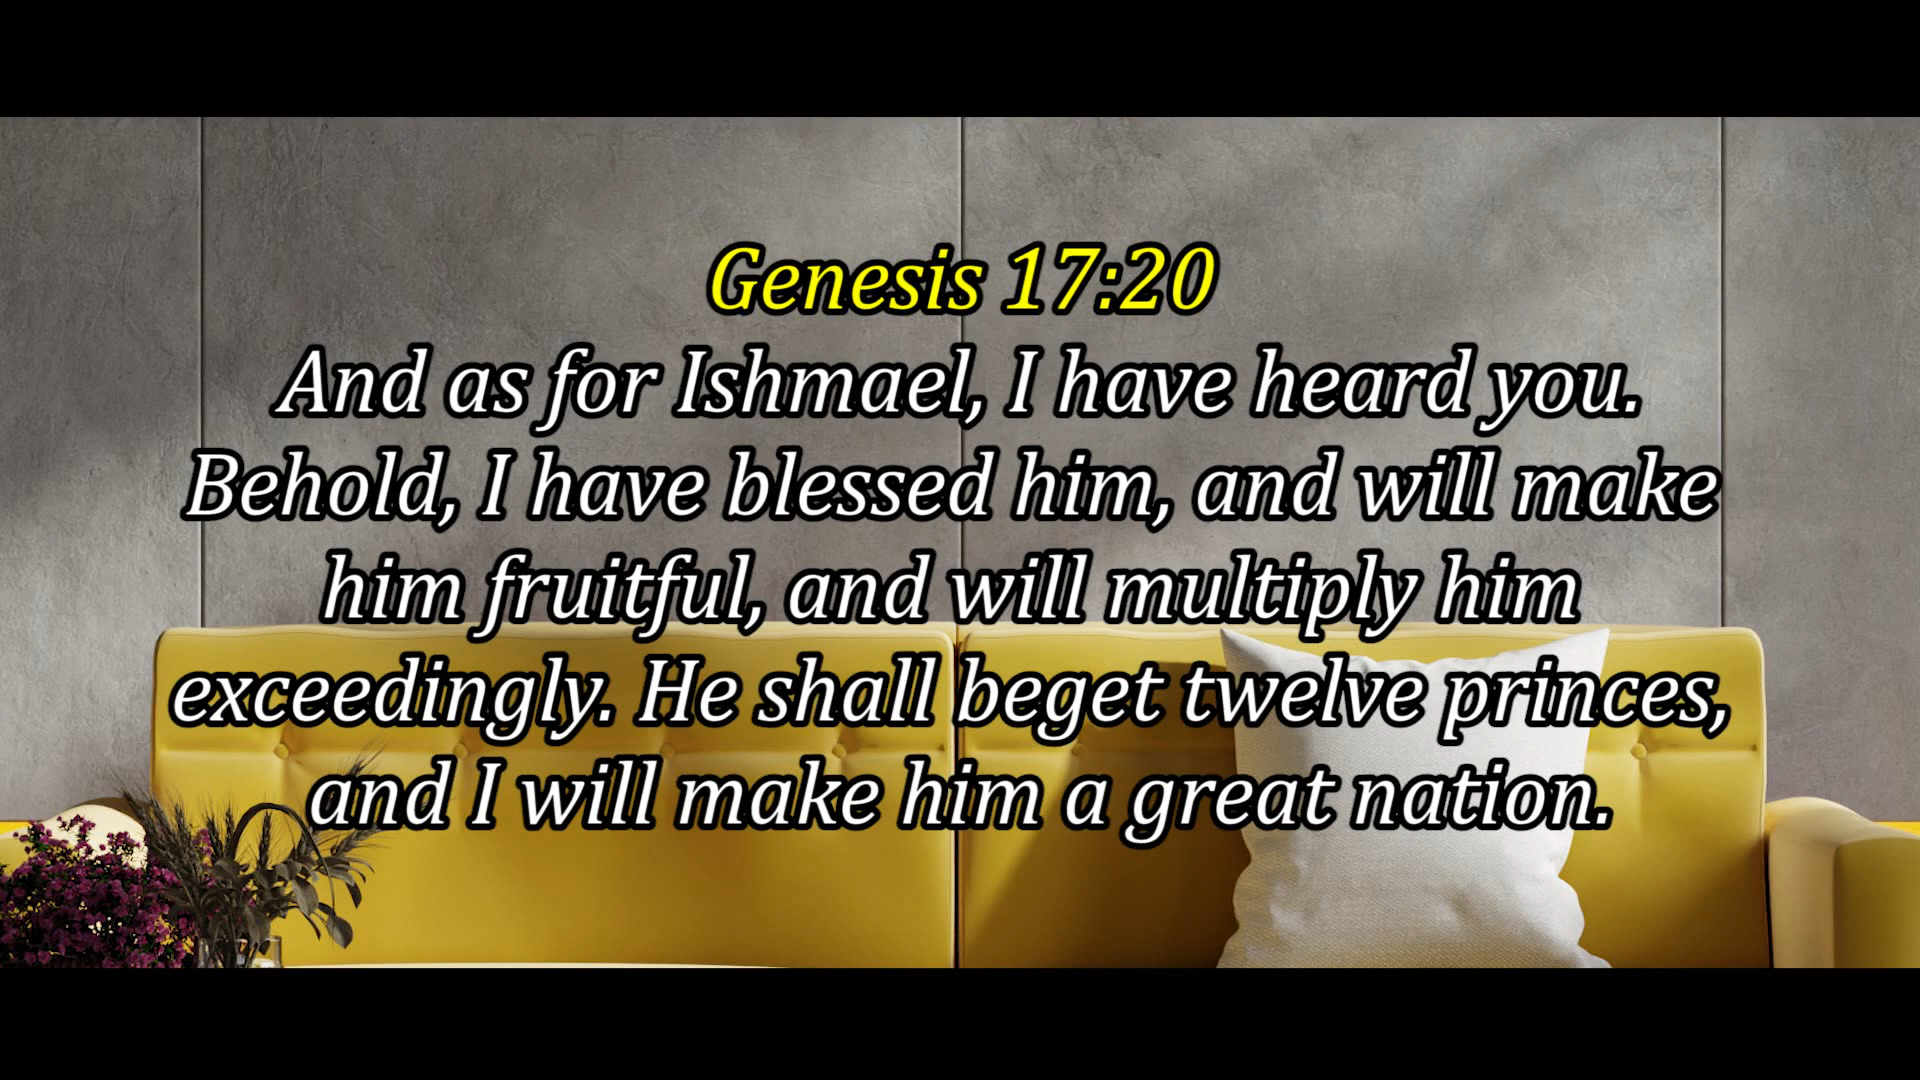 Genesis 17:20
And as for Ishmael, I have heard you.
Behold, I have blessed him, and will make
him fruitful, and will multiply him
exceedingly. He shall beget twelve princes,
and I will make him a great nation.